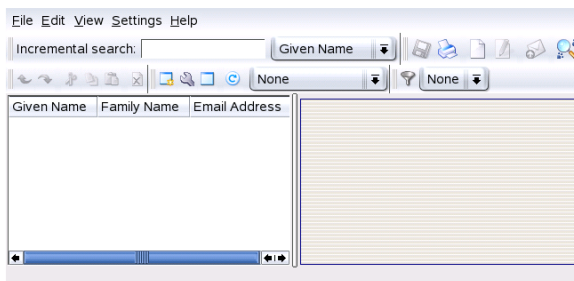 File Edit View Settings Help
Incremental search: Given Name
None None
Given Name Family Name Email Address